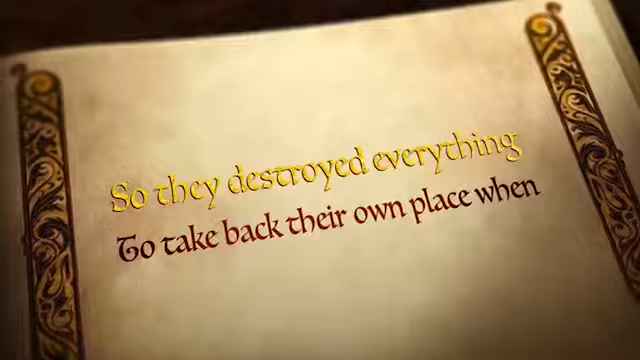 So they destroyed everything
To take back their own place when